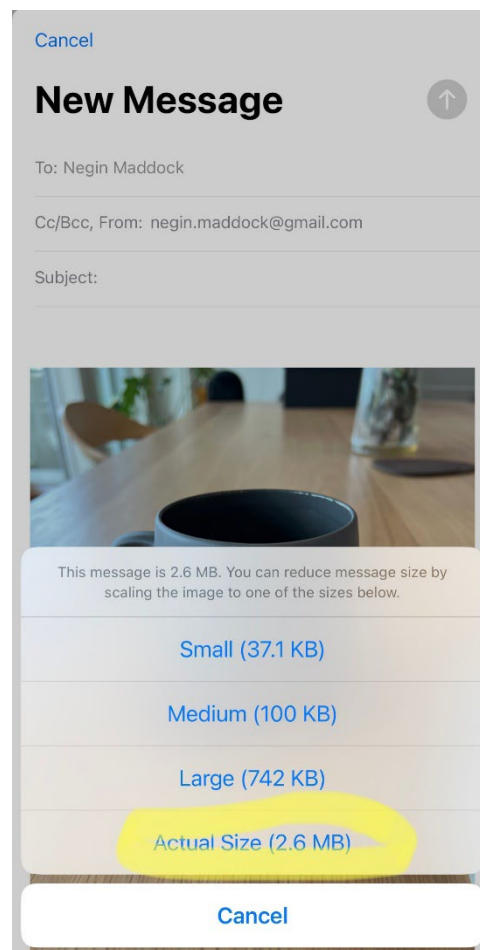 Cancel
New Message
To: Negin Maddock
Cc/Bcc, From: negin.maddock@gmail.com
Subject:
This message is 2.6 MB. You can reduce message size by
scaling the image to one of the sizes below.
Small (37.1 KB)
Medium (100 KB)
Large (742 KB)
Actual Size (2.6 MB)
Cancel